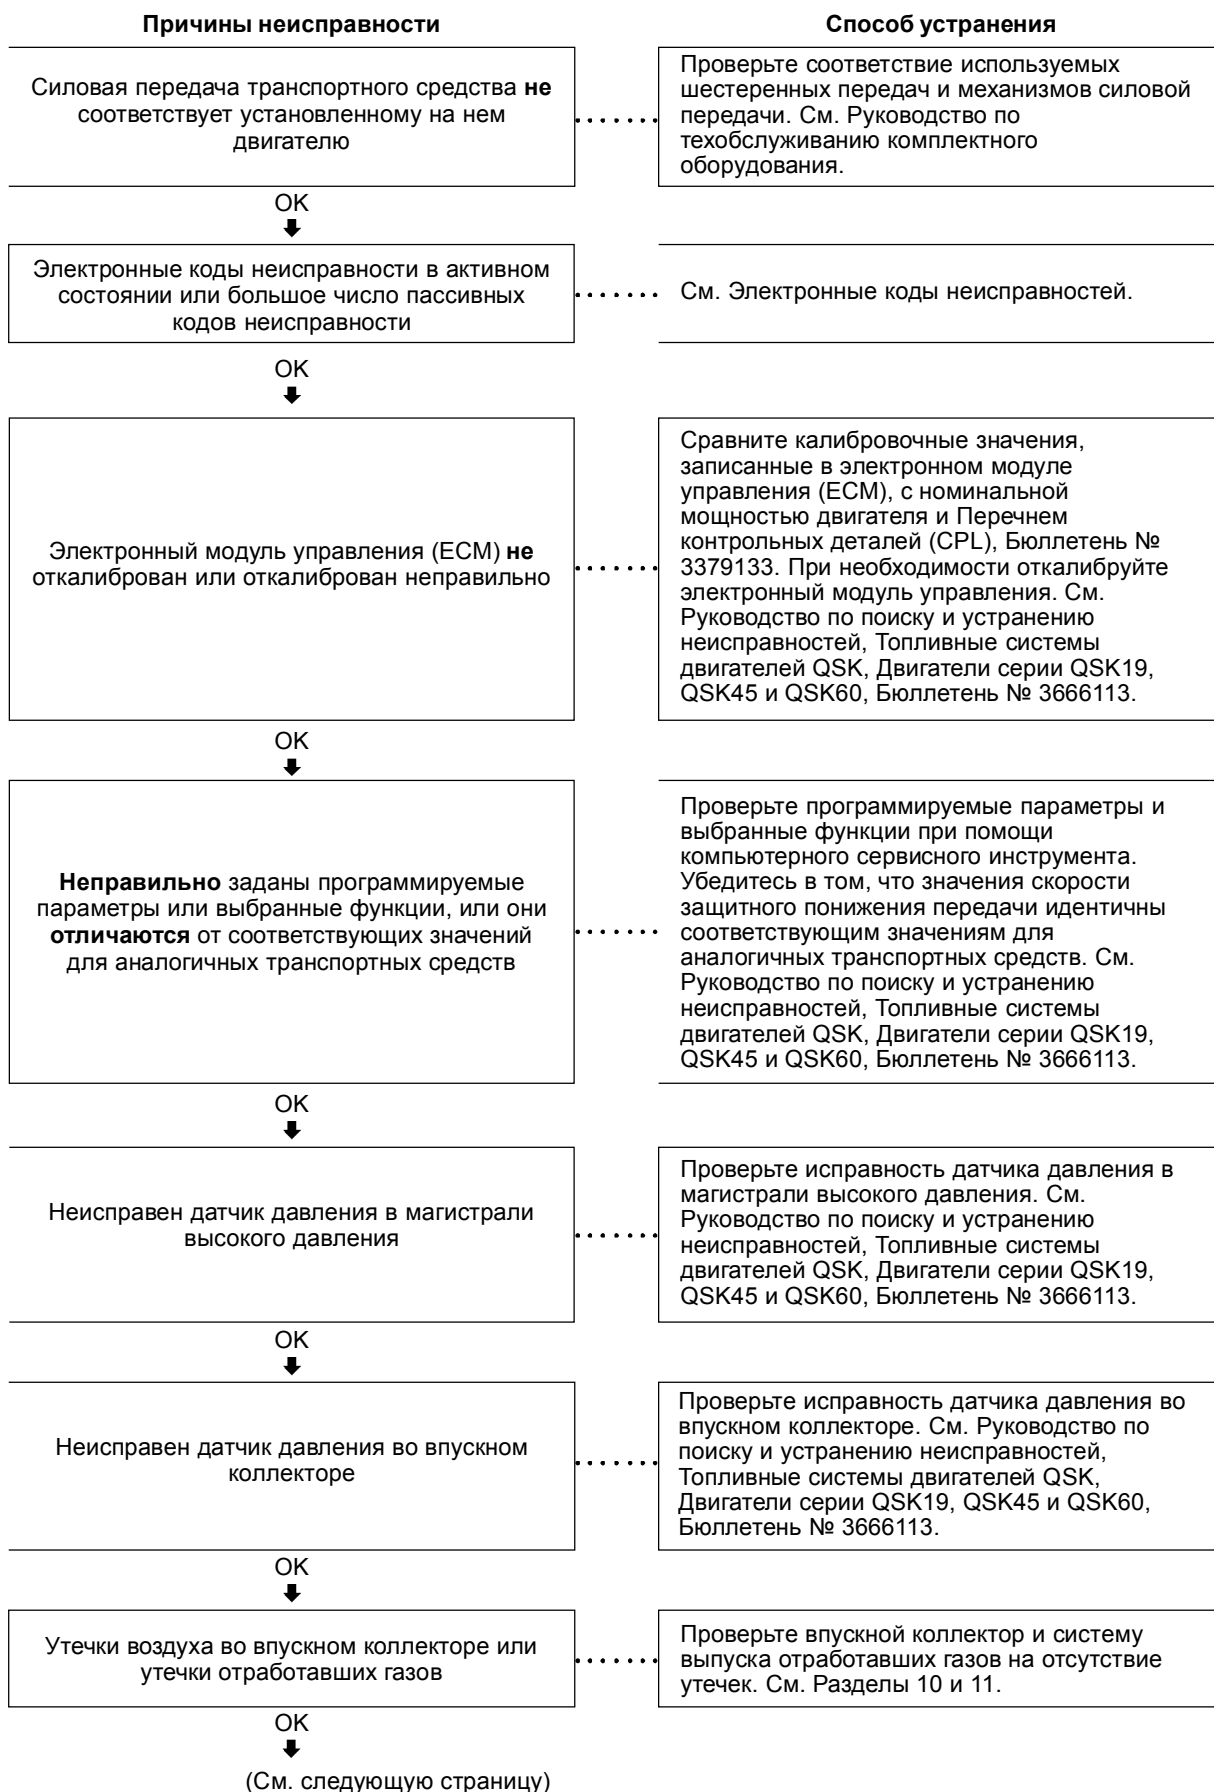 Причины неисправности
Способ устранения
Силовая передача транспортного средства не
соответствует установленному на нем
двигателю
Проверьте соответствие используемых
шестеренных передач и механизмов силовой
передачи. См. Руководство по
техобслуживанию комплектного
оборудования.
OK
Электронные коды неисправности в активном
состоянии или большое число пассивных
кодов неисправности
См. Электронные коды неисправностей.
OK
Электронный модуль управления (ECM) не
откалиброван или откалиброван неправильно
Сравните калибровочные значения,
записанные в электронном модуле
управления (ECM), с номинальной
мощностью двигателя и Перечнем
контрольных деталей (CPL), Бюллетень №
3379133. При необходимости откалибруйте
электронный модуль управления. См.
Руководство по поиску и устранению
неисправностей, Топливные системы
двигателей QSK, Двигатели серии QSK19,
QSK45 и QSK60, Бюллетень № 3666113.
OK
Неправильно заданы программируемые
параметры или выбранные функции, или они
отличаются от соответствующих значений
для аналогичных транспортных средств
Проверьте программируемые параметры и
выбранные функции при помощи
компьютерного сервисного инструмента.
Убедитесь в том, что значения скорости
защитного понижения передачи идентичны
соответствующим значениям для
аналогичных транспортных средств. См.
Руководство по поиску и устранению
неисправностей, Топливные системы
двигателей QSK, Двигатели серии QSK19,
QSK45 и QSK60, Бюллетень № 3666113.
OK
Неисправен датчик давления в магистрали
высокого давления
Проверьте исправность датчика давления в
магистрали высокого давления. См.
Руководство по поиску и устранению
неисправностей, Топливные системы
двигателей QSK, Двигатели серии QSK19,
QSK45 и QSK60, Бюллетень № 3666113.
OK
Неисправен датчик давления во впускном
коллекторе
Проверьте исправность датчика давления во
впускном коллекторе. См. Руководство по
поиску и устранению неисправностей,
Топливные системы двигателей QSK,
Двигатели серии QSK19, QSK45 и QSK60,
Бюллетень № 3666113.
OK
Утечки воздуха во впускном коллекторе или
утечки отработавших газов
Проверьте впускной коллектор и систему
выпуска отработавших газов на отсутствие
утечек. См. Разделы 10 и 11.
OK
(См. следующую страницу)